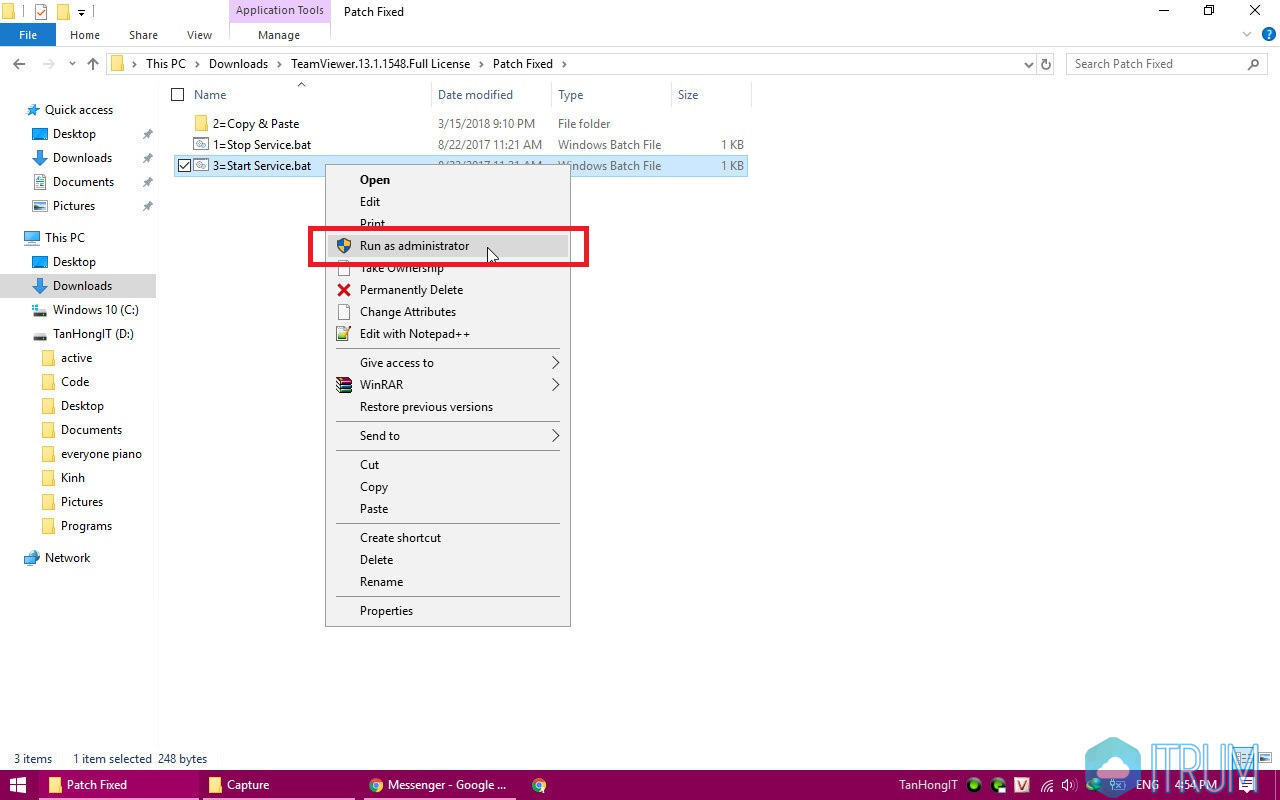 Application Tools
Patch Fixed
File
Home
Share
View
Manage
This PC
Downloads
TeamViewer.13.1.1548.Full License
Patch Fixed
Search Patch Fixed
Name
Date modified
Type
Size
2=Copy & Paste
3/15/2018 9:10 PM
File folder
1=Stop Service.bat
8/22/2017 11:21 AM
Windows Batch File
1 KB
3=Start Service.bat
8/22/2017 11:21 AM
Windows Batch File
1 KB
Quick access
Desktop
Downloads
Documents
Pictures
This PC
Desktop
Downloads
Windows 10 (C:)
TanHongIT (D:)
active
Code
Desktop
Documents
everyone piano
Kinh
Pictures
Programs
Network
Open
Edit
Print
Run as administrator
Take Ownership
Permanently Delete
Change Attributes
Edit with Notepad++
Give access to
WinRAR
Restore previous versions
Send to
Cut
Copy
Paste
Create shortcut
Delete
Rename
Properties
3 items
1 item selected
248 bytes
ITRUM
Patch Fixed
Capture
Messenger - Google ...
TanHongIT
ENG
4:54 PM